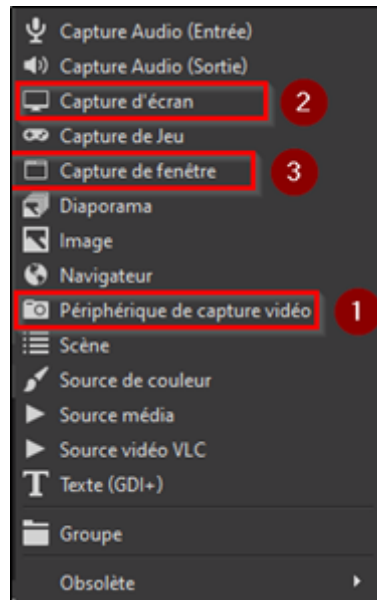 Capture Audio (Entrée)
Capture Audio (Sortie)
Capture d'écran 2
Capture de Jeu
Capture de fenêtre 3
Diaporama
Image
Navigateur
Périphérique de capture vidéo 1
Scène
Source de couleur
Source média
Source vidéo VLC
Texte (GDI+)
Groupe
Obsolète